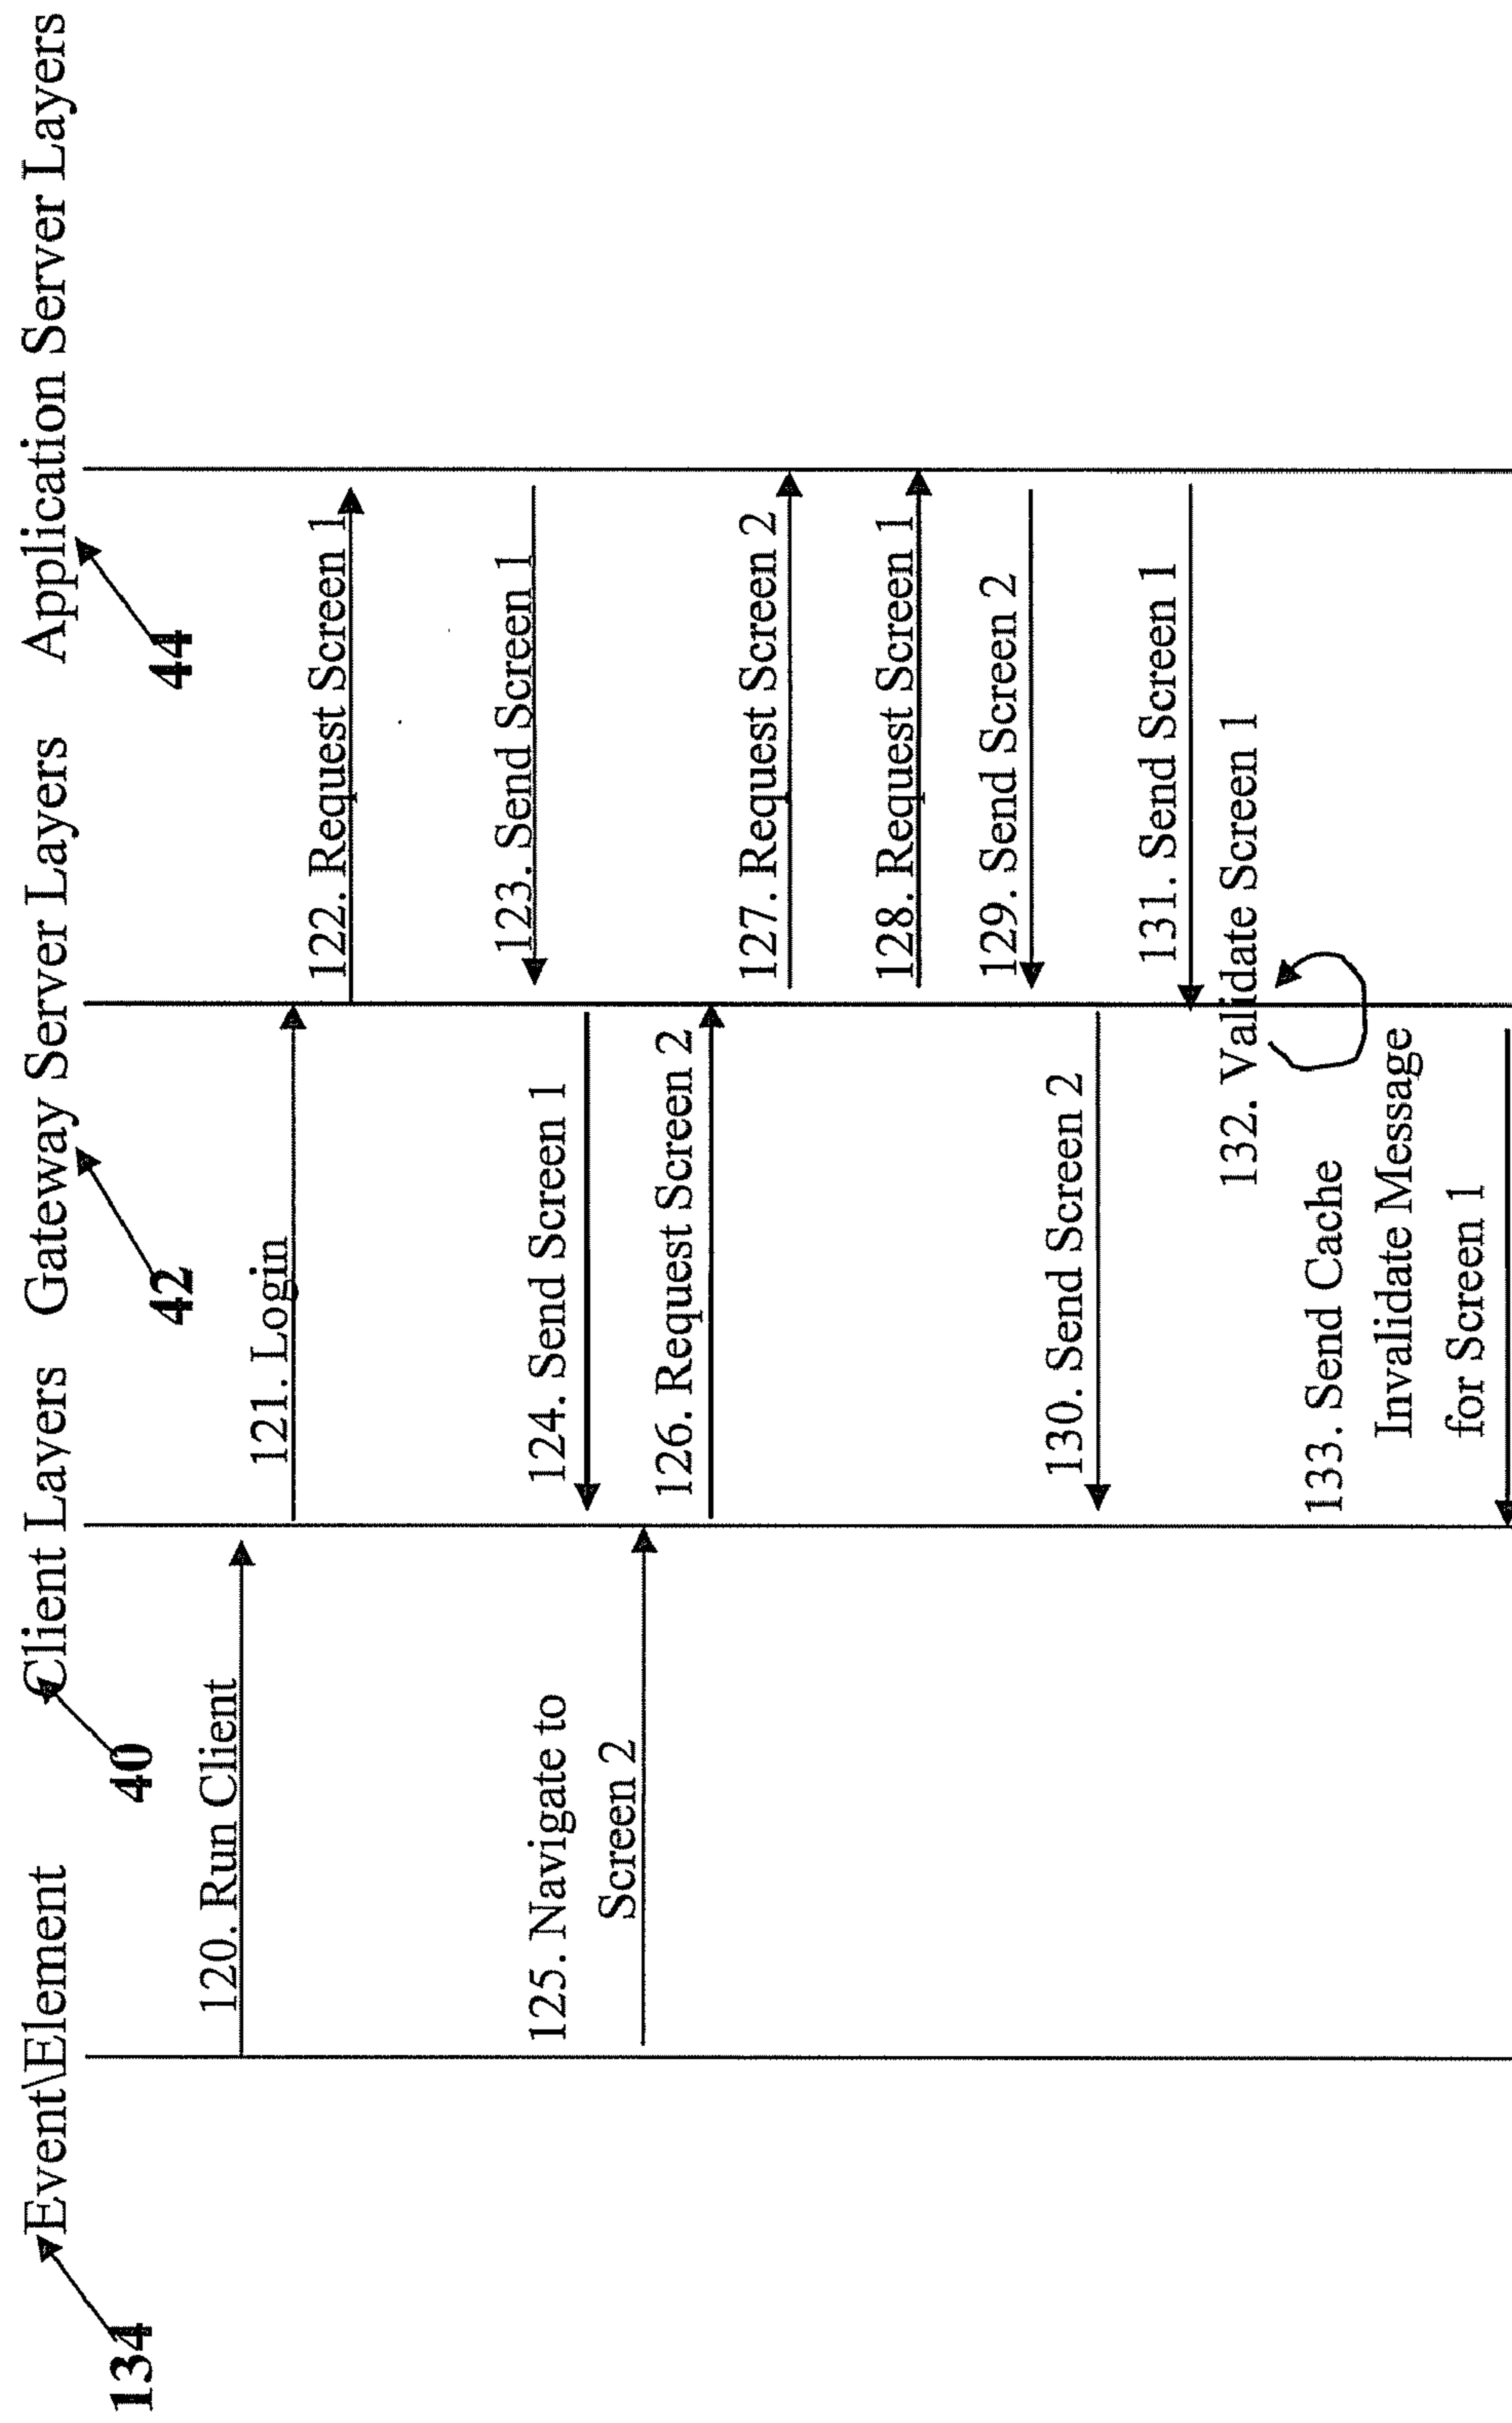 Event\Element Client Layers Gateway Server Layers Application Server Layers
134
40
42
44
120. Run Client
121. Login
122. Request Screen 1
123. Send Screen 1
124. Send Screen 1
125. Navigate to
Screen 2
126. Request Screen 2
127. Request Screen 2
128. Request Screen 1
129. Send Screen 2
130. Send Screen 2
131. Send Screen 1
132. Validate Screen 1
133. Send Cache
Invalidate Message
for Screen 1